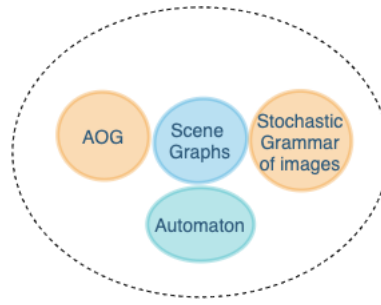 AOG
Scene
Graphs
Stochastic
Grammar
of images
Automaton